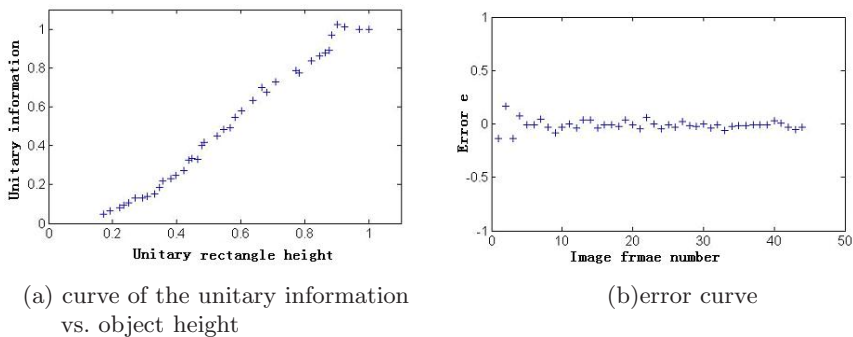 1
0.8
0.6
0.4
0.2
0
Unitary information
0 0.2 0.4 0.6 0.8 1
Unitary rectangle height
(a) curve of the unitary information
vs. object height
1
0.5
0
-0.5
-1
Error e
0 10 20 30 40 50
Image frmae number
(b)error curve